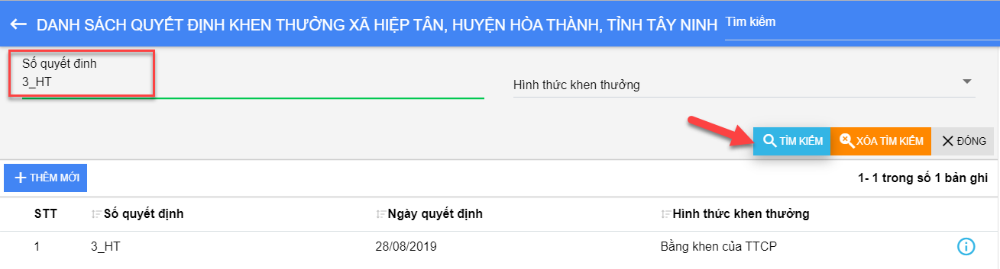 DANH SÁCH QUYẾT ĐỊNH KHEN THƯỞNG XÃ HIỆP TÂN, HUYỆN HÒA THÀNH, TỈNH TÂY NINH Tìm kiếm
Số quyết đinh
3_HT
Hình thức khen thưởng
TÌM KIẾM XÓA TÌM KIẾM ĐÓNG
THÊM MỚI 1- 1 trong số 1 bản ghi
STT Số quyết định Ngày quyết định Hình thức khen thưởng
1 3_HT 28/08/2019 Bằng khen của TTCP